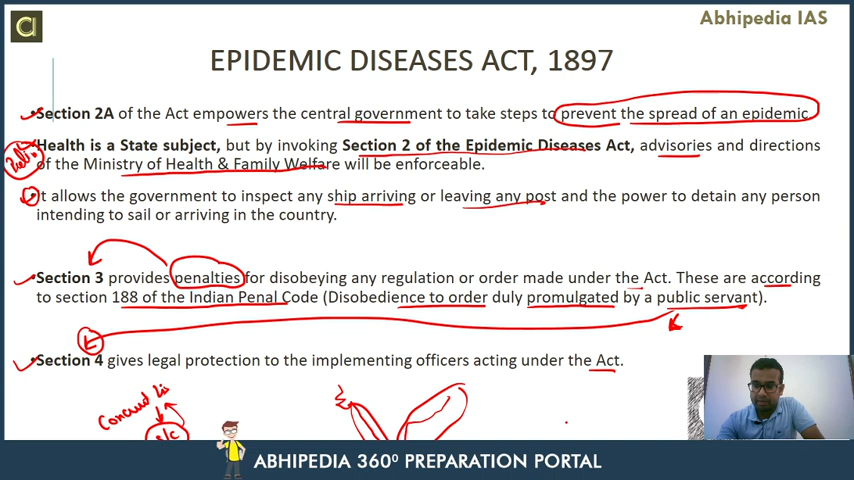 Abhipedia IAS
EPIDEMIC DISEASES ACT, 1897
•Section 2A of the Act empowers the central government to take steps to prevent the spread of an epidemic.
•Health is a State subject, but by invoking Section 2 of the Epidemic Diseases Act, advisories and directions
of the Ministry of Health & Family Welfare will be enforceable.
•It allows the government to inspect any ship arriving or leaving any post and the power to detain any person
intending to sail or arriving in the country.
•Section 3 provides penalties for disobeying any regulation or order made under the Act. These are according
to section 188 of the Indian Penal Code (Disobedience to order duly promulgated by a public servant).
•Section 4 gives legal protection to the implementing officers acting under the Act.
S/C
ABHIPEDIA 360⁰ PREPARATION PORTAL